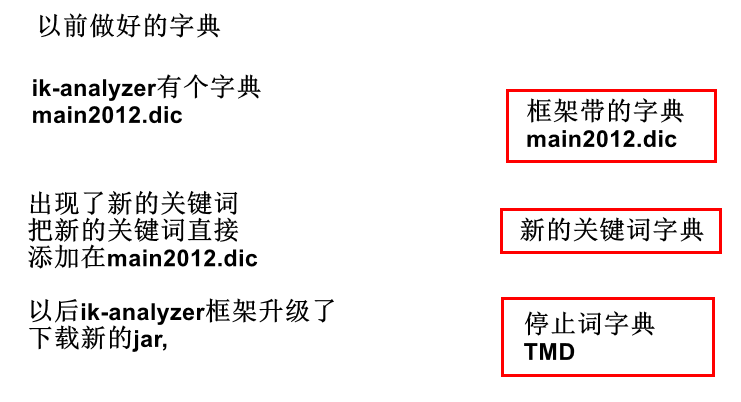 以前做好的字典
ik-analyzer有个字典
main2012.dic
框架带的字典
main2012.dic
出现了新的关键词
把新的关键词直接
添加在main2012.dic
新的关键词字典
以后ik-analyzer框架升级了
下载新的jar,
停止词字典
TMD